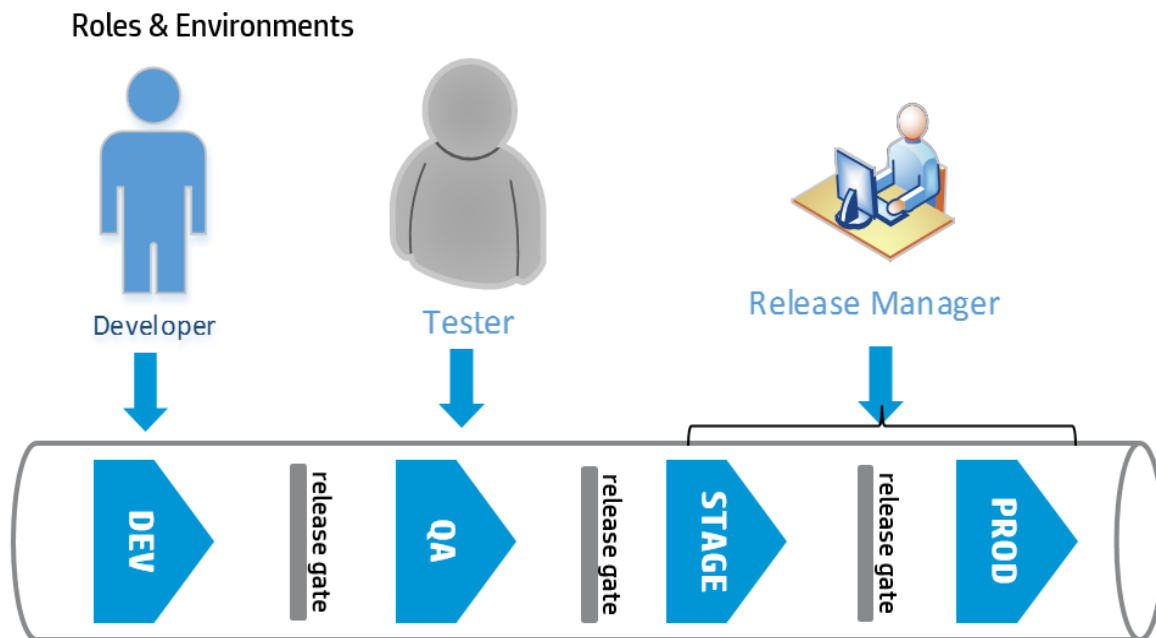 Roles & Environments
Developer
Tester
Release Manager
DEV
release gate
QA
release gate
STAGE
release gate
PROD